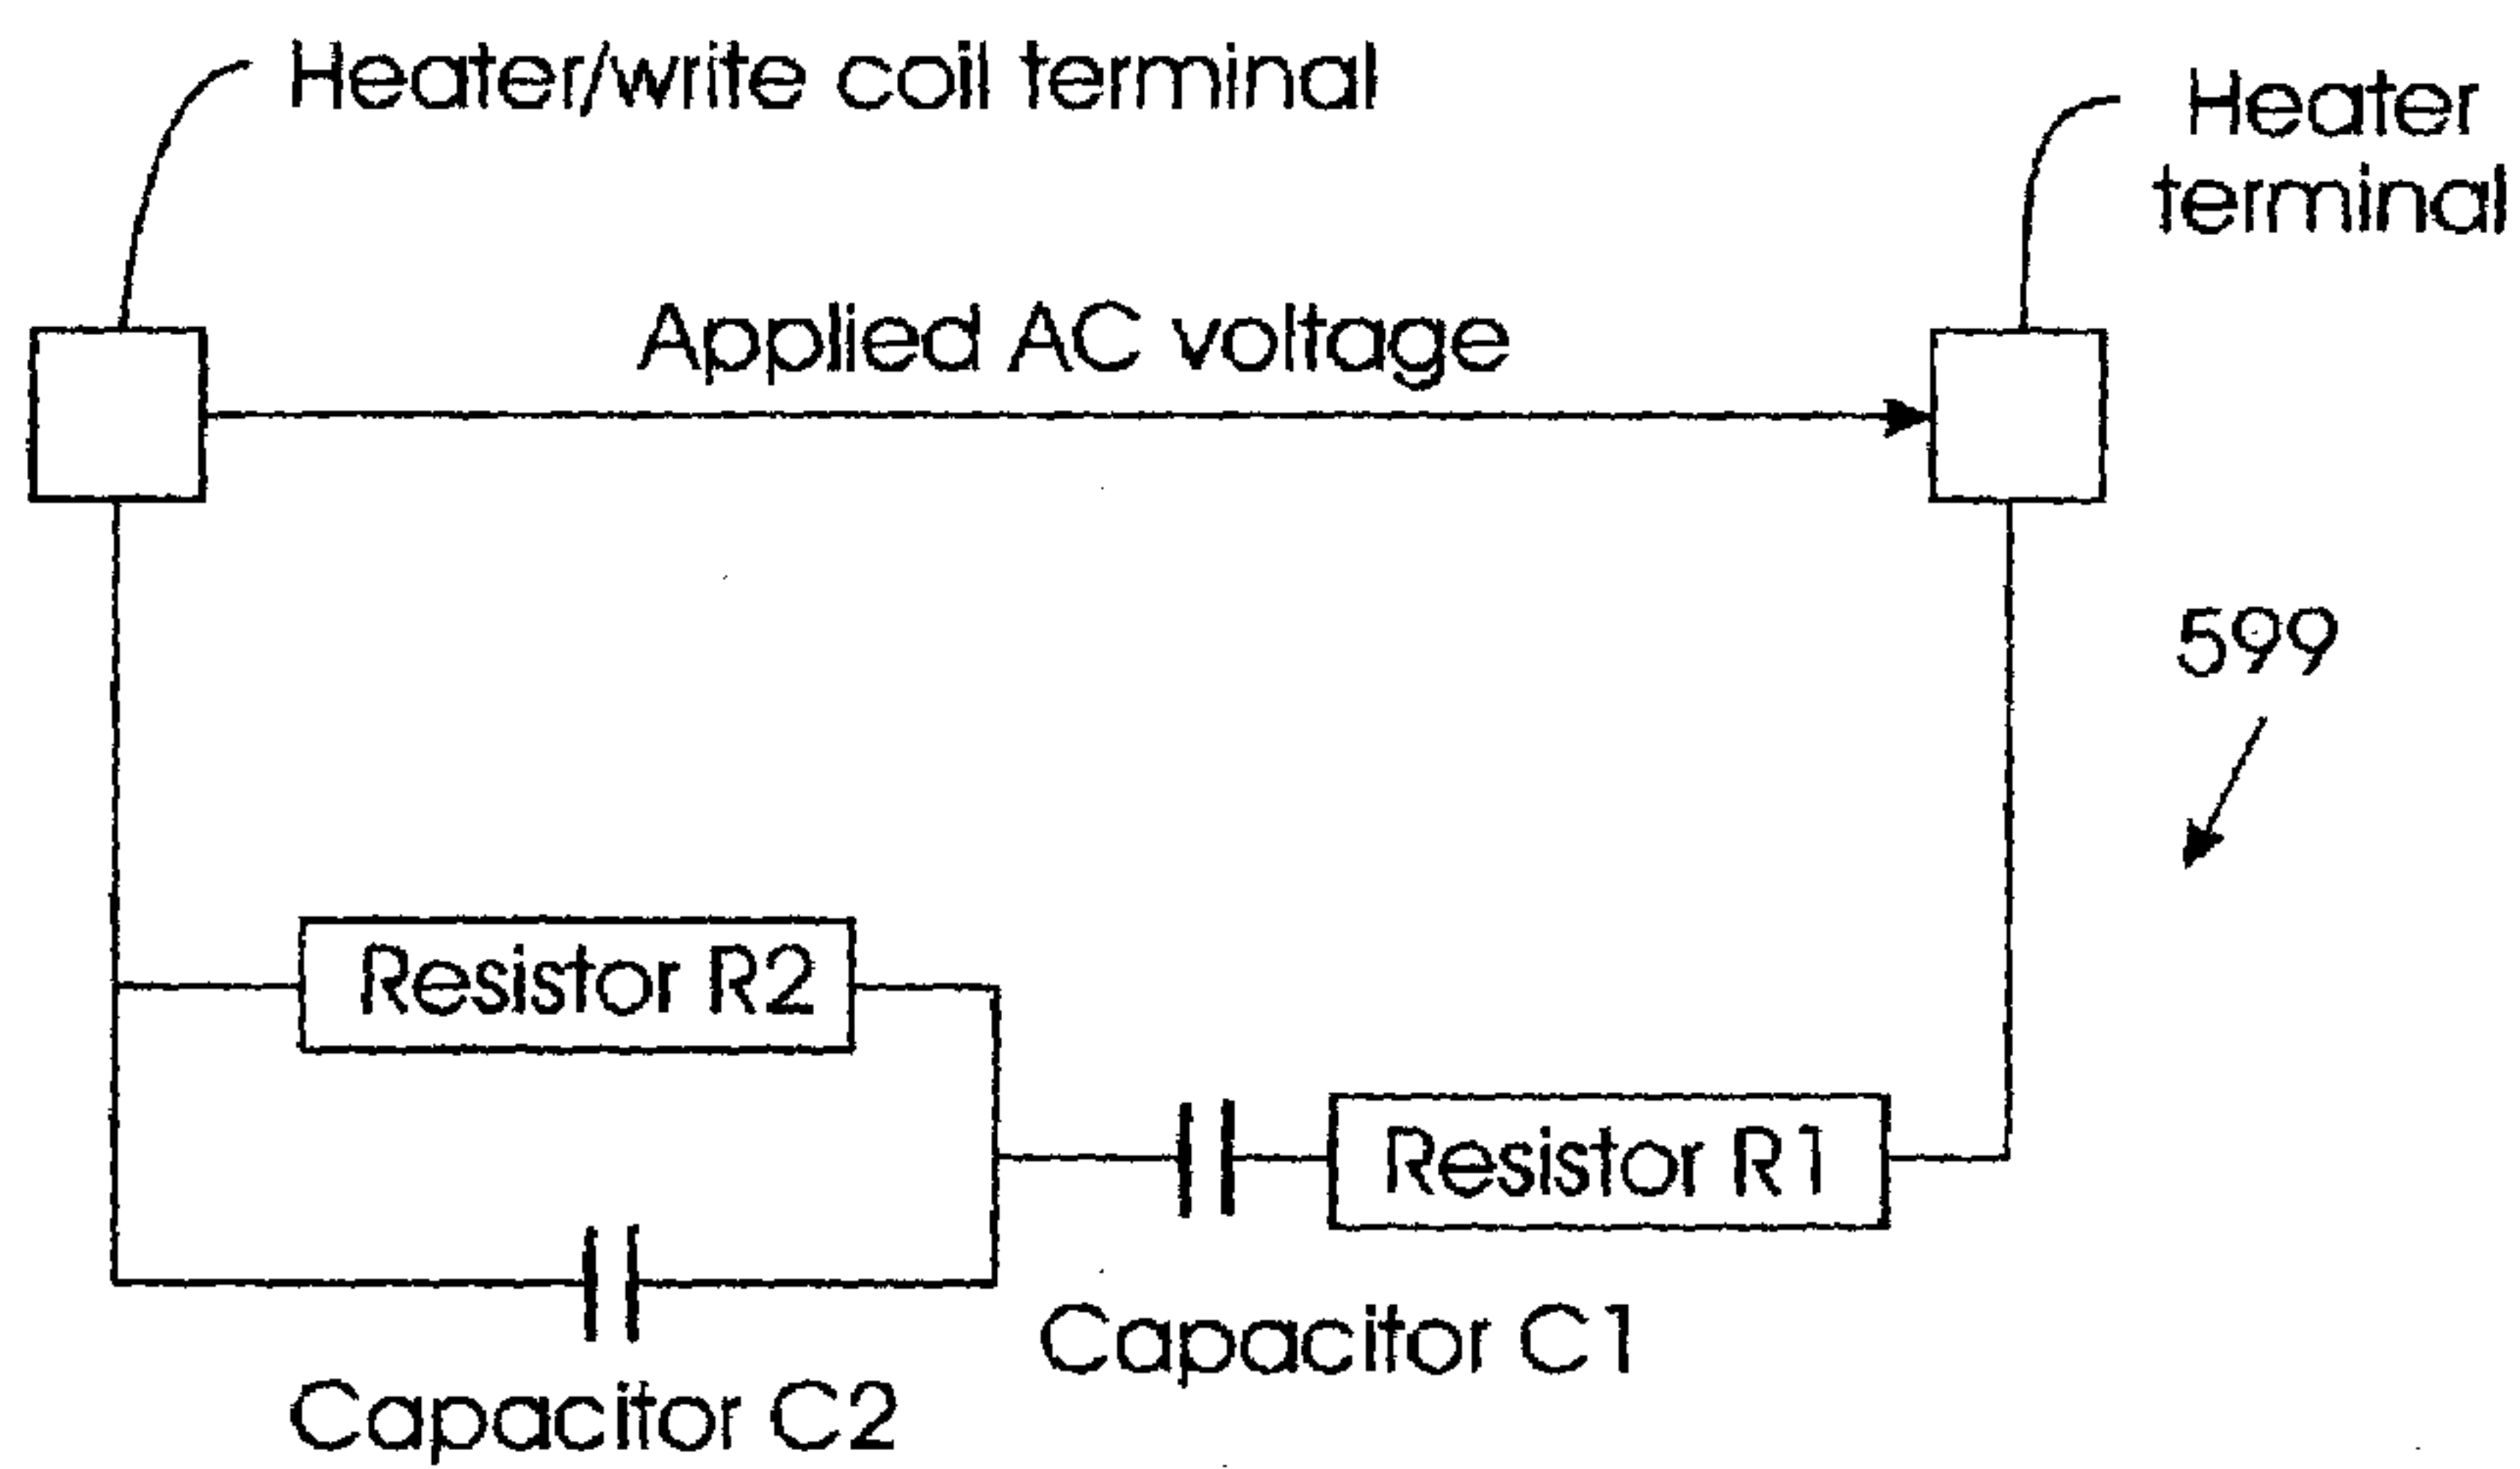 Heater/write coil terminal
Heater
terminal
Applied AC voltage
599
Resistor R2
Resistor R1
Capacitor C1
Capacitor C2